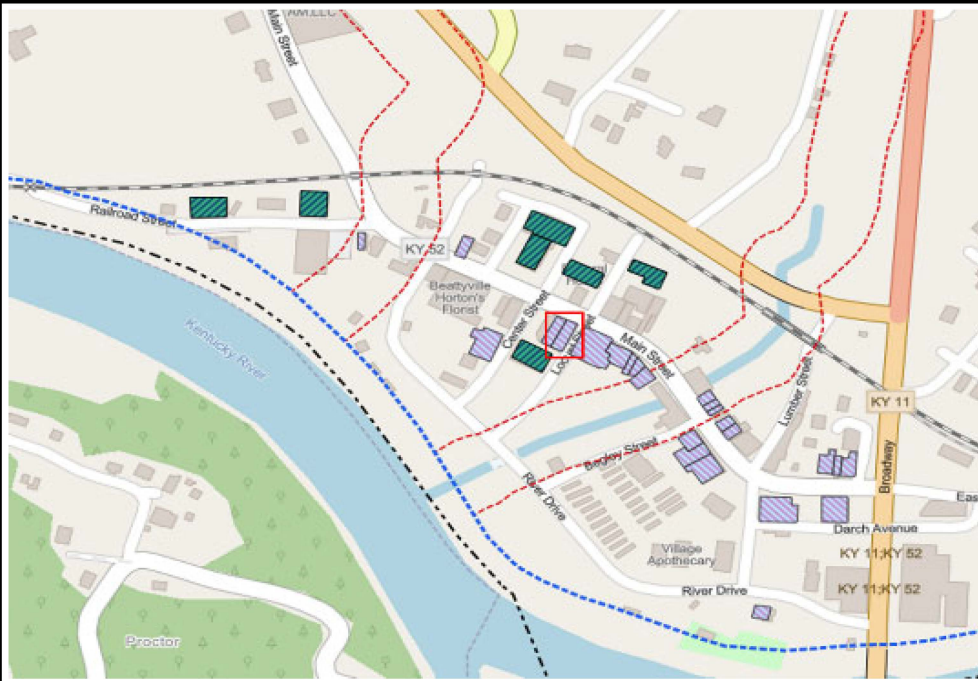 AM.LLC
Main Street
Railroad Street
KY 52
Beattyville
Horton's
Florist
Center Street
Main Street
Kentucky River
Lumber Street
KY 11
Begley Street
Broadway
River Drive
Darch Avenue
Village
Apothecary
KY 11;KY 52
River Drive
KY 11;KY 52
Proctor